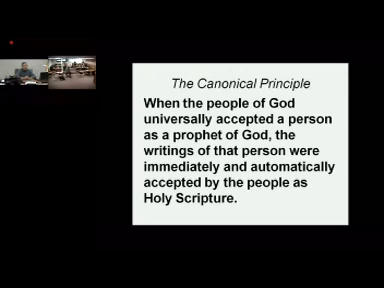 The Canonical Principle
When the people of God
universally accepted a person
as a prophet of God, the
writings of that person were
immediately and automatically
accepted by the people as
Holy Scripture.